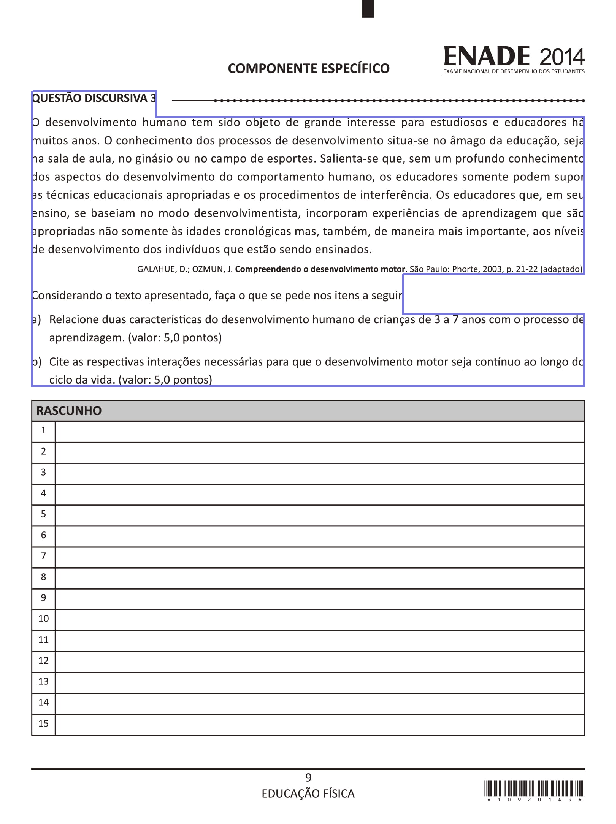 ENADE 2014
EXAME NACIONAL DE DESEMPENHO DOS ESTUDANTES
COMPONENTE ESPECÍFICO
QUESTÃO DISCURSIVA 3
O desenvolvimento humano tem sido objeto de grande interesse para estudiosos e educadores há
muitos anos. O conhecimento dos processos de desenvolvimento situa-se no âmago da educação, seja
na sala de aula, no ginásio ou no campo de esportes. Salienta-se que, sem um profundo conhecimento
dos aspectos do desenvolvimento do comportamento humano, os educadores somente podem supor
as técnicas educacionais apropriadas e os procedimentos de interferência. Os educadores que, em seu
ensino, se baseiam no modo desenvolvimentista, incorporam experiências de aprendizagem que são
apropriadas não somente às idades cronológicas mas, também, de maneira mais importante, aos níveis
de desenvolvimento dos indivíduos que estão sendo ensinados.
GALAHUE, D.; OZMUN, J. Compreendendo o desenvolvimento motor. São Paulo: Phorte, 2003, p. 21-22 (adaptado).
Considerando o texto apresentado, faça o que se pede nos itens a seguir.
a) Relacione duas características do desenvolvimento humano de crianças de 3 a 7 anos com o processo de
aprendizagem. (valor: 5,0 pontos)
b) Cite as respectivas interações necessárias para que o desenvolvimento motor seja contínuo ao longo do
ciclo da vida. (valor: 5,0 pontos)
RASCUNHO
1
2
3
4
5
6
7
8
9
10
11
12
13
14
15
9
EDUCAÇÃO FÍSICA